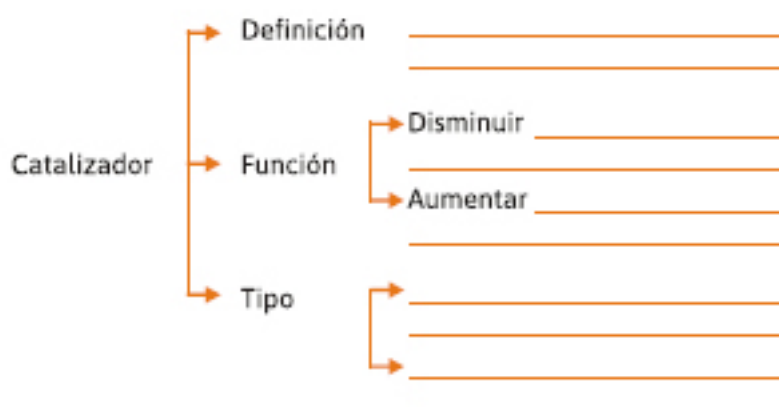 Definición
Disminuir
Catalizador
Función
Aumentar
Tipo